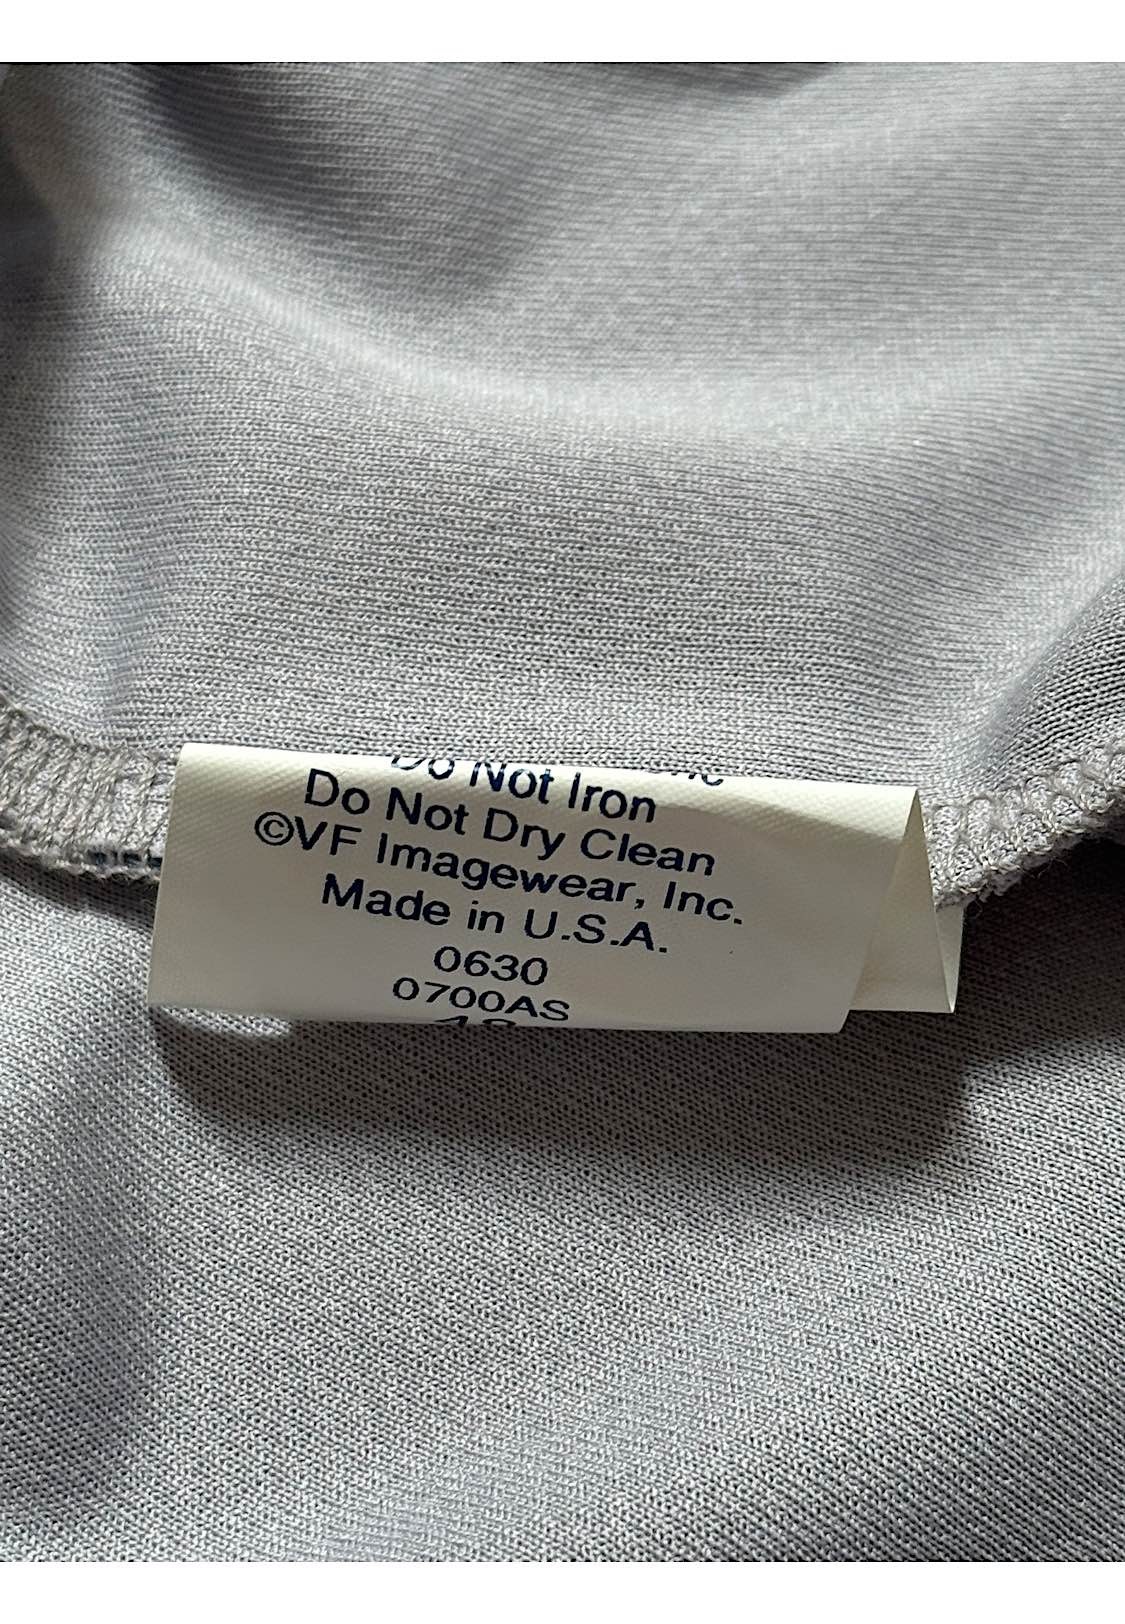 Do Not Iron
Do Not Dry Clean
©VF Imagewear, Inc.
Made in U.S.A.
0630
0700AS